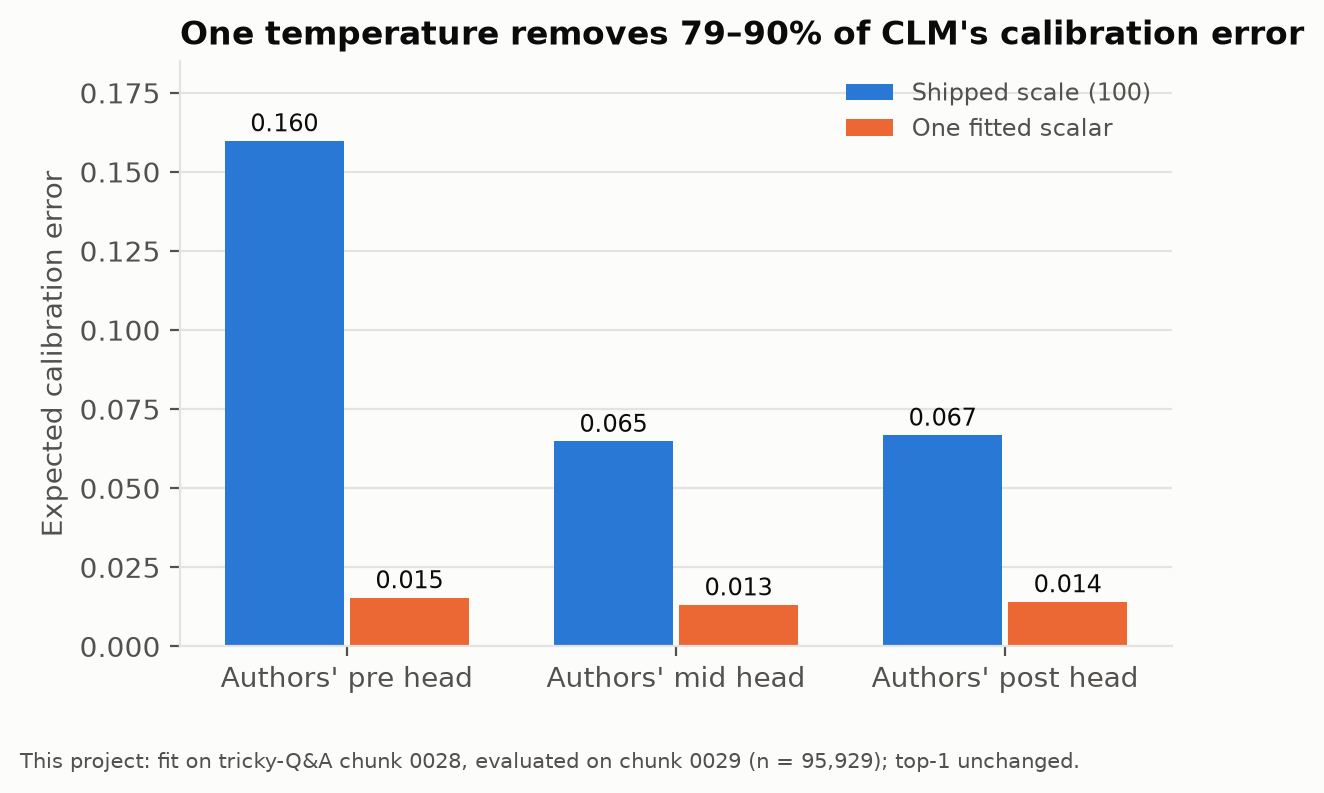 One temperature removes 79–90% of CLM's calibration error
Shipped scale (100)
One fitted scalar
Expected calibration error
0.175
0.150
0.125
0.100
0.075
0.050
0.025
0.000
0.160
0.015
0.065
0.013
0.067
0.014
Authors' pre head
Authors' mid head
Authors' post head
This project: fit on tricky-Q&A chunk 0028, evaluated on chunk 0029 (n = 95,929); top-1 unchanged.